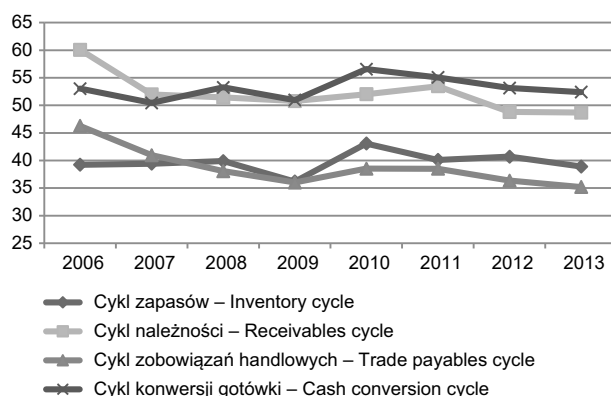 65
60
55
50
45
40
35
30
25
2006 2007 2008 2009 2010 2011 2012 2013
Cykl zapasów – Inventory cycle
Cykl należności – Receivables cycle
Cykl zobowiązań handlowych – Trade payables cycle
Cykl konwersji gotówki – Cash conversion cycle